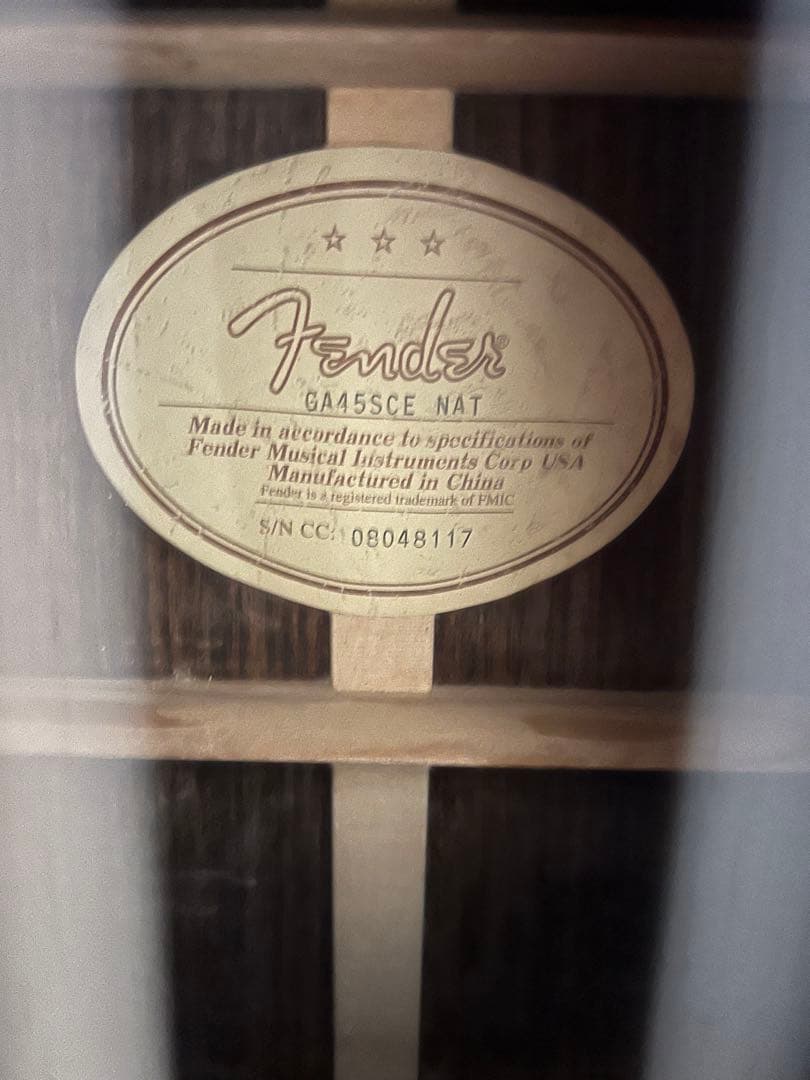 ☆ ☆ ☆
Fender®
GA45SCE NAT
Made in accordance to specifications of
Fender Musical Instruments Corp USA
Manufactured in China
Fender is a registered trademark of FMIC
S/N CC: 08048117